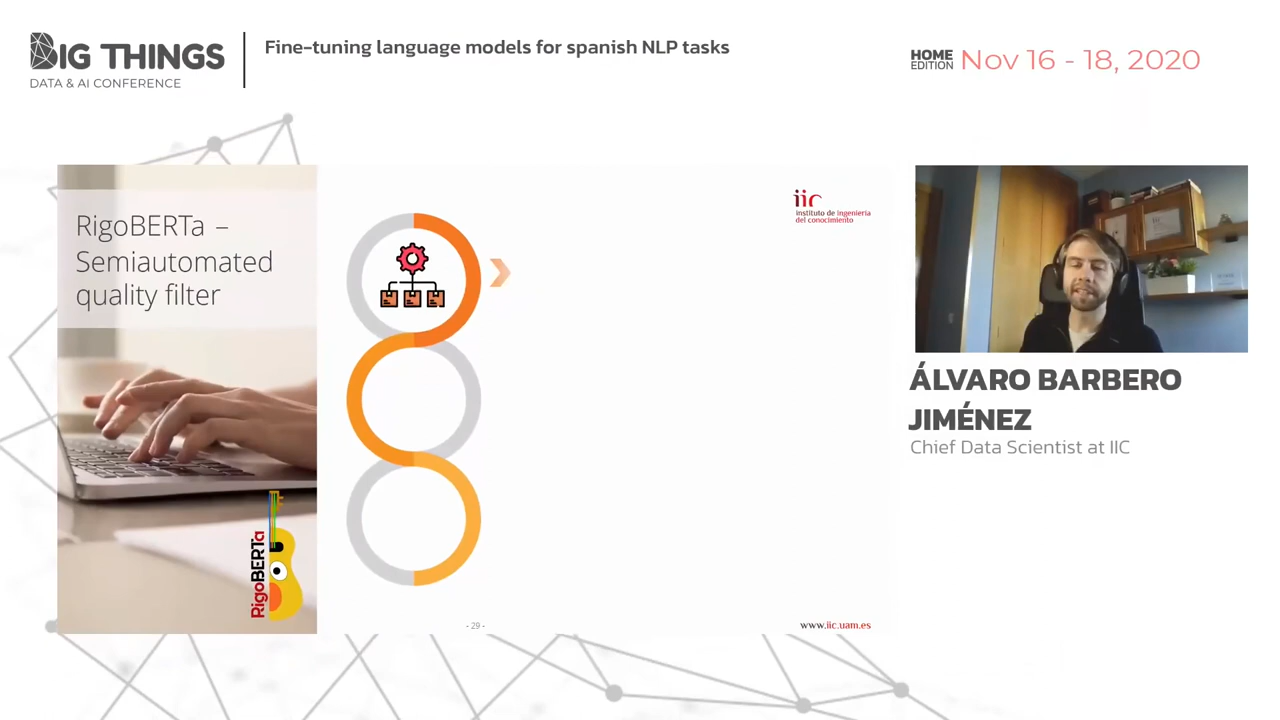 BIG THINGS
DATA & AI CONFERENCE
Fine-tuning language models for spanish NLP tasks
HOME
EDITION
Nov 16 - 18, 2020
RigoBERTa –
Semiautomated
quality filter
RigoBERTa
iic
instituto de ingeniería
del conocimiento
- 29 -
www.iic.uam.es
ÁLVARO BARBERO
JIMÉNEZ
Chief Data Scientist at IIC